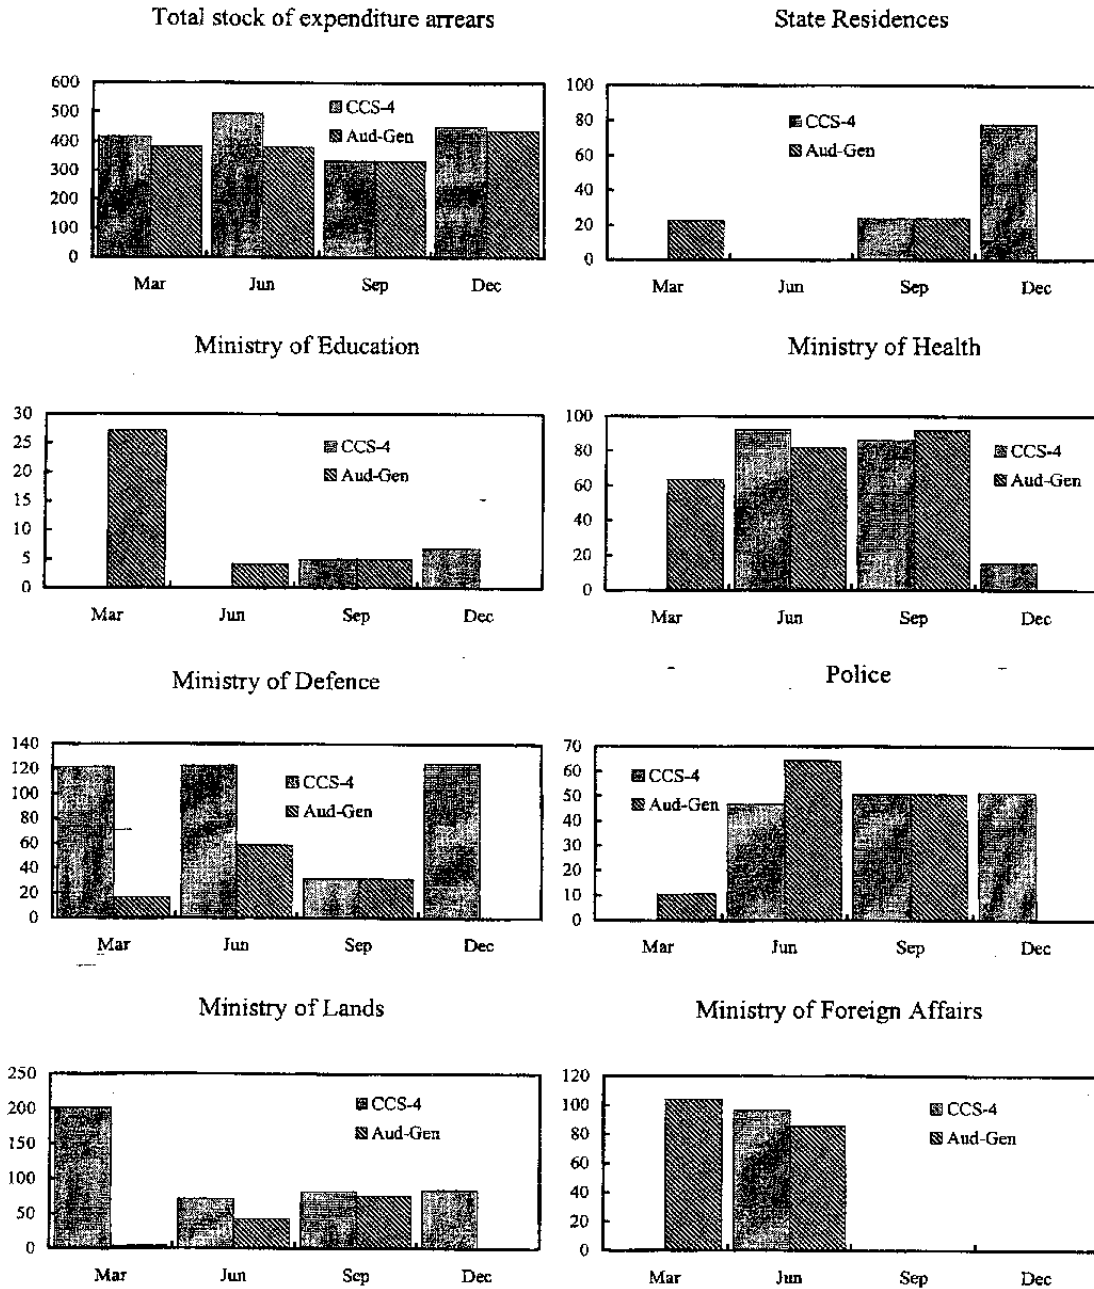 Total stock of expenditure arrears
600
500
400
300
200
100
0
CCS-4
Aud-Gen
Mar Jun Sep Dec
State Residences
100
80
60
40
20
0
CCS-4
Aud-Gen
Mar Jun Sep Dec
Ministry of Education
30
25
20
15
10
5
0
CCS-4
Aud-Gen
Mar Jun Sep Dec
Ministry of Health
100
80
60
40
20
0
CCS-4
Aud-Gen
Mar Jun Sep Dec
Ministry of Defence
140
120
100
80
60
40
20
0
CCS-4
Aud-Gen
Mar Jun Sep Dec
Police
70
60
50
40
30
20
10
0
CCS-4
Aud-Gen
Mar Jun Sep Dec
Ministry of Lands
250
200
150
100
50
0
CCS-4
Aud-Gen
Mar Jun Sep Dec
Ministry of Foreign Affairs
120
100
80
60
40
20
0
CCS-4
Aud-Gen
Mar Jun Sep Dec